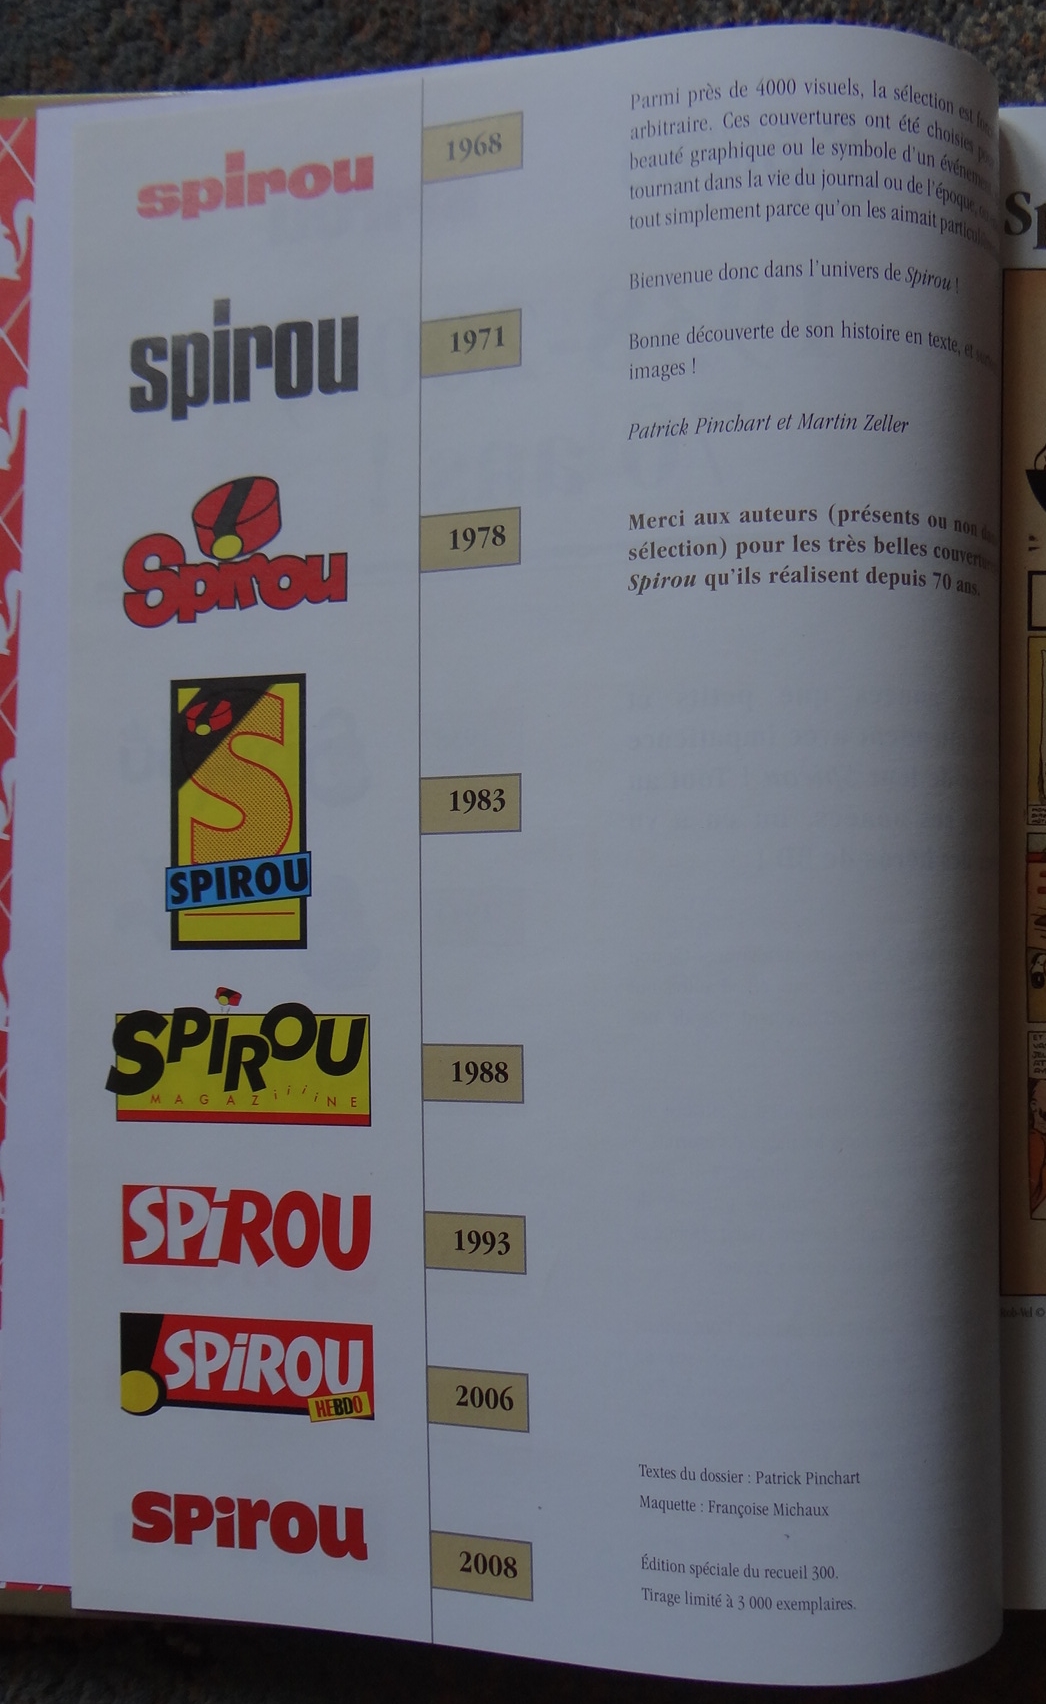 spirou
1968
spirou
1971
Spirou
1978
S
SPIROU
1983
SPIROU
MAGAZiiiiNE
1988
SPiROU
1993
SPiROU
HEBDO
2006
spirou
2008
Parmi près de 4000 visuels, la sélection est
arbitraire. Ces couvertures ont été choisies
beauté graphique ou le symbole d'un
tournant dans la vie du journal ou de l'époque,
tout simplement parce qu'on les aimait
Bienvenue donc dans l'univers de Spirou !
Bonne découverte de son histoire en texte, et
images !
Patrick Pinchart et Martin Zeller
Merci aux auteurs (présents ou non
sélection) pour les très belles
Spirou qu'ils réalisent depuis 70 ans.
Textes du dossier : Patrick Pinchart
Maquette : Françoise Michaux
Édition spéciale du recueil 300.
Tirage limité à 3 000 exemplaires.